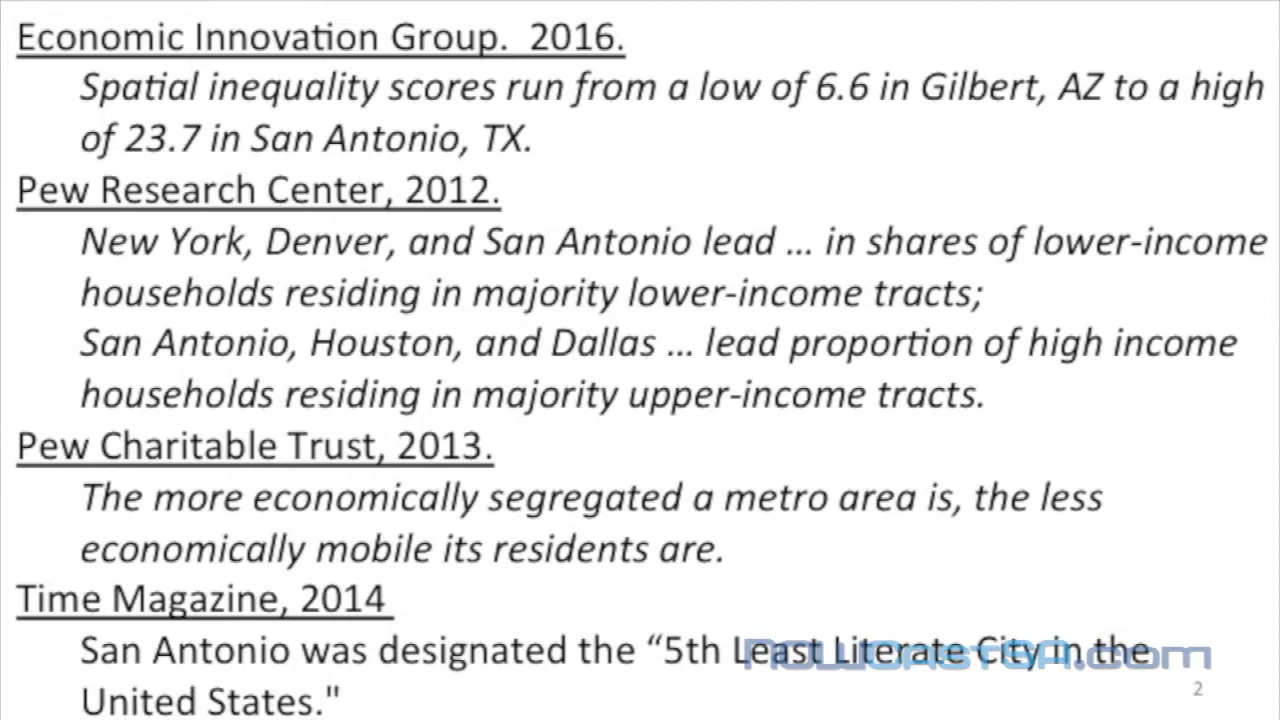 Economic Innovation Group.  2016.
Spatial inequality scores run from a low of 6.6 in Gilbert, AZ to a high
of 23.7 in San Antonio, TX.
Pew Research Center, 2012.
New York, Denver, and San Antonio lead … in shares of lower-income
households residing in majority lower-income tracts;
San Antonio, Houston, and Dallas … lead proportion of high income
households residing in majority upper-income tracts.
Pew Charitable Trust, 2013.
The more economically segregated a metro area is, the less
economically mobile its residents are.
Time Magazine, 2014
San Antonio was designated the “5th Least Literate City in the
United States."
nowcastsa.com
2